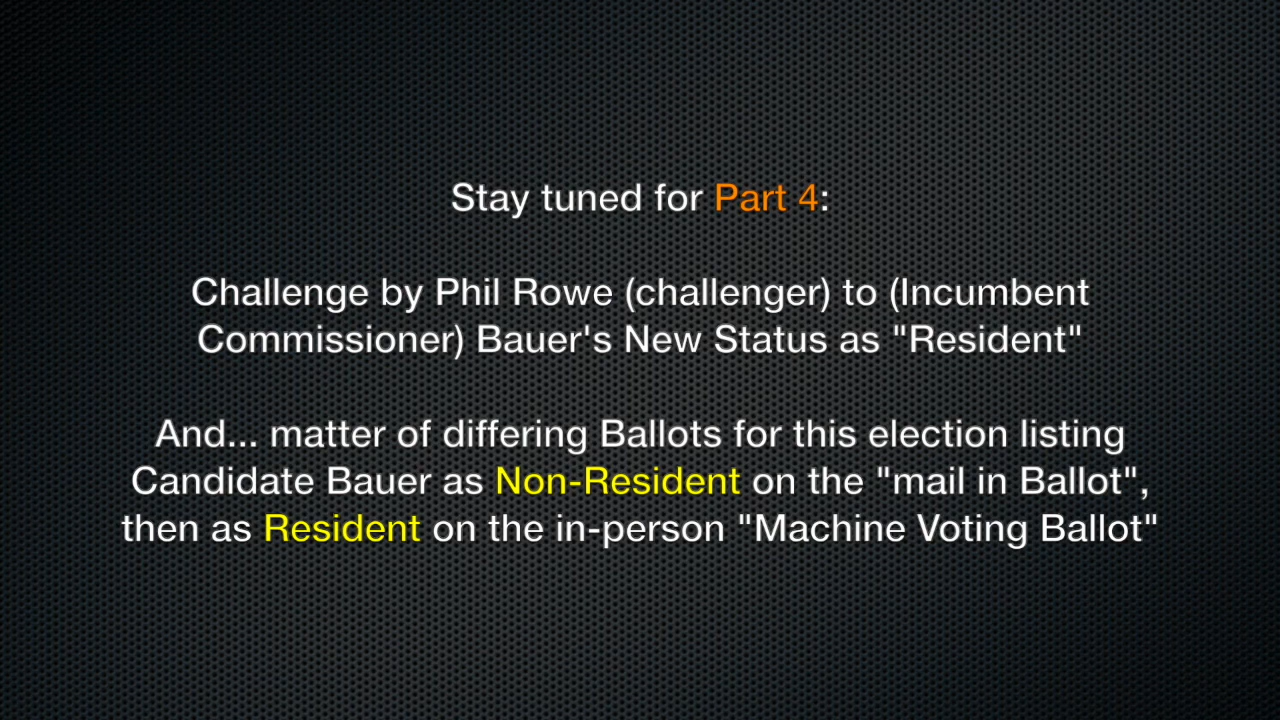 Stay tuned for Part 4:
Challenge by Phil Rowe (challenger) to (Incumbent
Commissioner) Bauer's New Status as "Resident"
And... matter of differing Ballots for this election listing
Candidate Bauer as Non-Resident on the "mail in Ballot",
then as Resident on the in-person "Machine Voting Ballot"